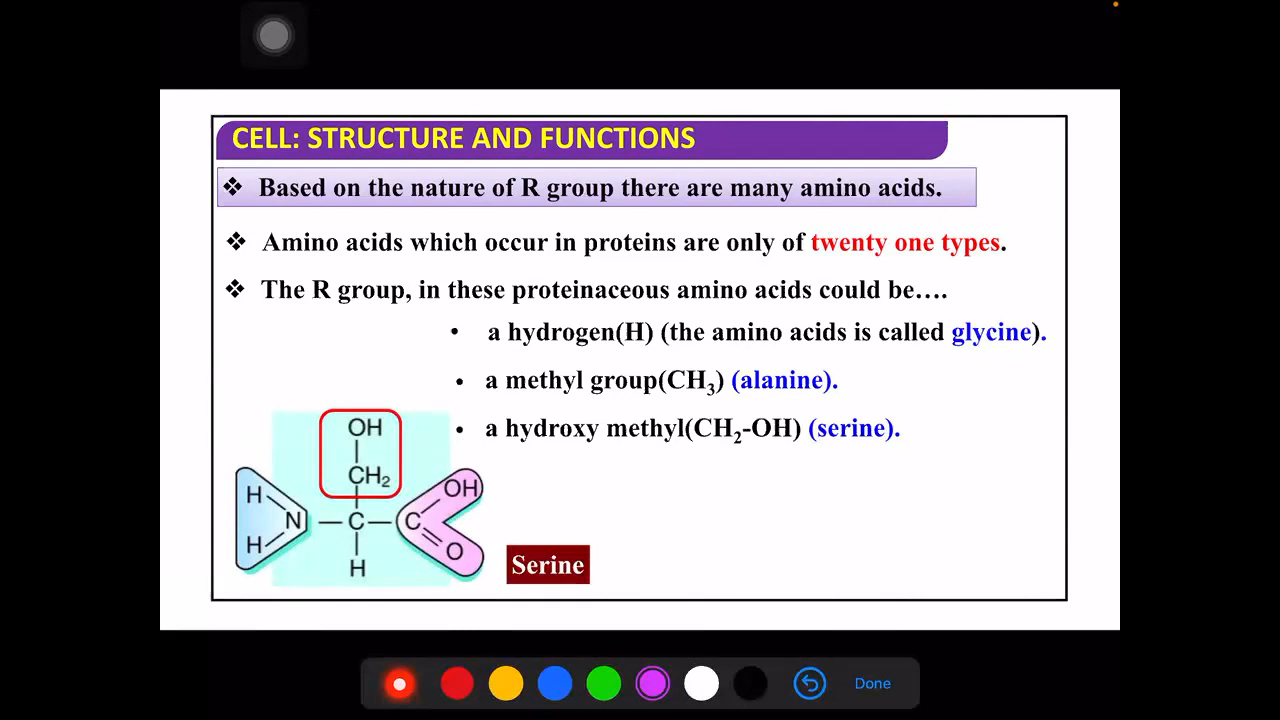 CELL: STRUCTURE AND FUNCTIONS
❖ Based on the nature of R group there are many amino acids.
❖ Amino acids which occur in proteins are only of twenty one types.
❖ The R group, in these proteinaceous amino acids could be….
• a hydrogen(H) (the amino acids is called glycine).
• a methyl group(CH₃) (alanine).
• a hydroxy methyl(CH₂-OH) (serine).
OH
CH₂
H
OH
N
C
C
H
O
H
Serine
Done